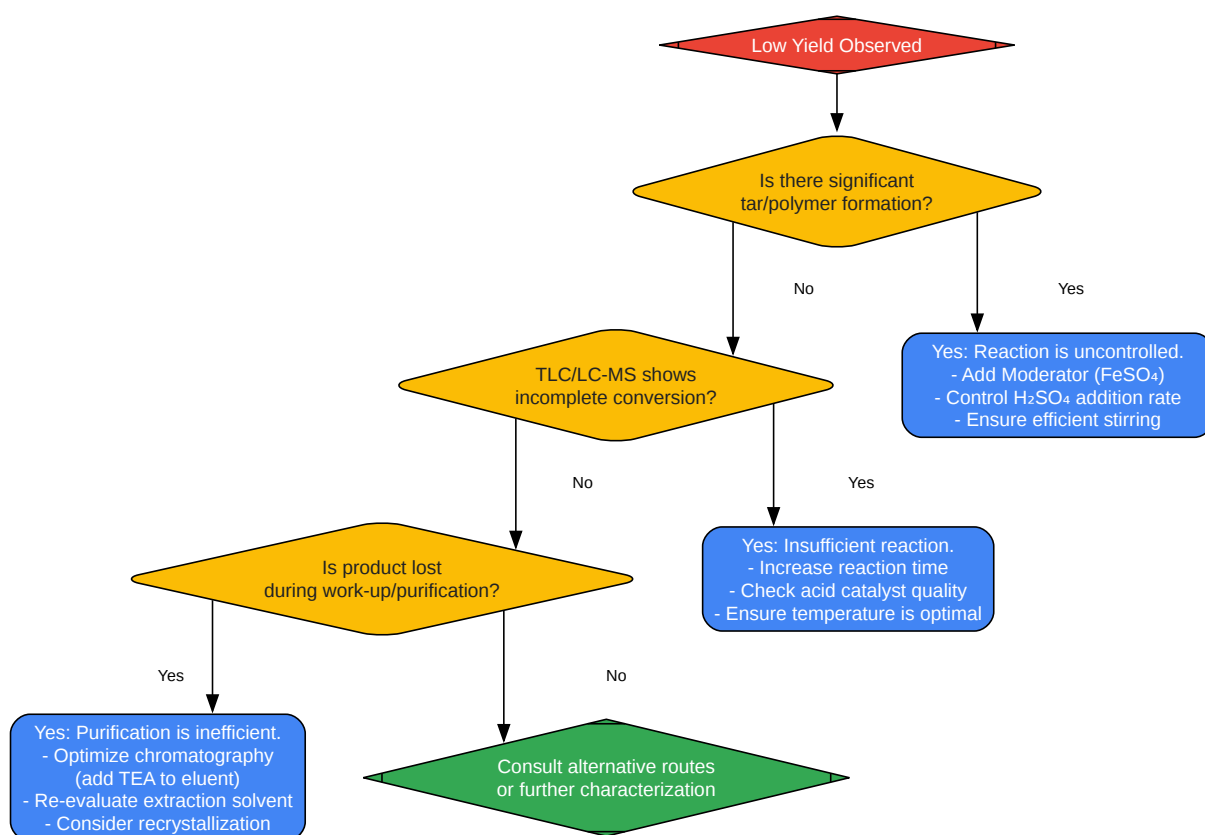 Low Yield Observed
Is there significant
tar/polymer formation?
No
Yes
TLC/LC-MS shows
incomplete conversion?
Yes: Reaction is uncontrolled.
- Add Moderator (FeSO₄)
- Control H₂SO₄ addition rate
- Ensure efficient stirring
No
Yes
Is product lost
during work-up/purification?
Yes: Insufficient reaction.
- Increase reaction time
- Check acid catalyst quality
- Ensure temperature is optimal
Yes
No
Yes: Purification is inefficient.
- Optimize chromatography
(add TEA to eluent)
- Re-evaluate extraction solvent
- Consider recrystallization
Consult alternative routes
or further characterization